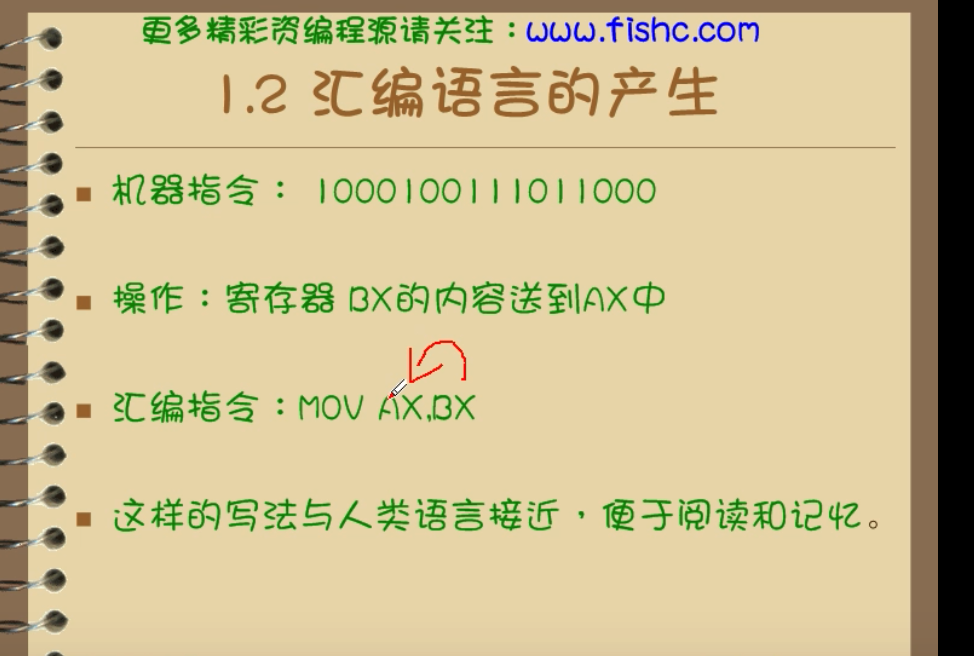 更多精彩资编程源请关注：www.fishc.com
1.2 汇编语言的产生
机器指令： 1000100111011000
操作：寄存器 BX的内容送到AX中
汇编指令：MOV AX,BX
这样的写法与人类语言接近，便于阅读和记忆。